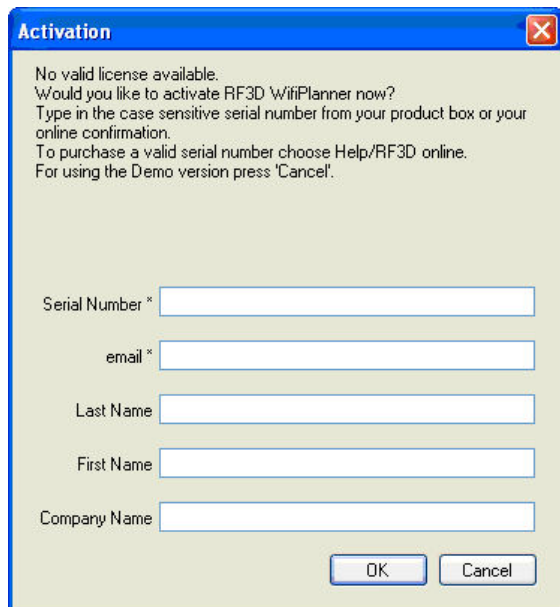 Activation
No valid license available.
Would you like to activate RF3D WifiPlanner now?
Type in the case sensitive serial number from your product box or your
online confirmation.
To purchase a valid serial number choose Help/RF3D online.
For using the Demo version press 'Cancel'.
Serial Number *
email *
Last Name
First Name
Company Name
OK Cancel